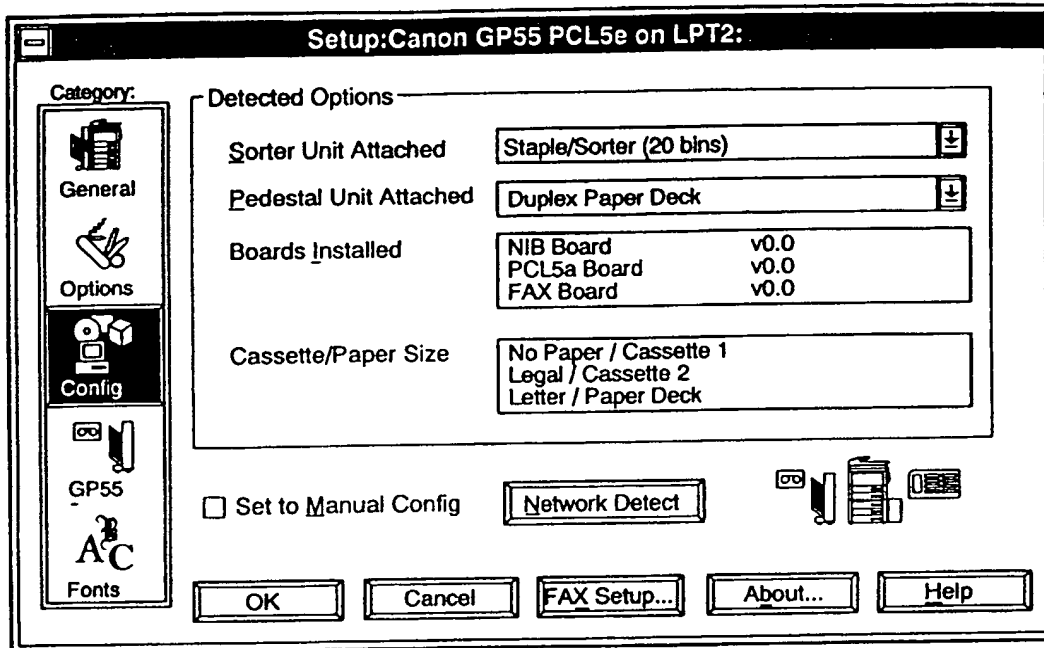 Setup:Canon GP55 PCL5e on LPT2:
Category:
General
Options
Config
GP55
ABC
Fonts
Detected Options
Sorter Unit Attached
Staple/Sorter (20 bins)
Pedestal Unit Attached
Duplex Paper Deck
Boards Installed
NIB Board v0.0
PCL5a Board v0.0
FAX Board v0.0
Cassette/Paper Size
No Paper / Cassette 1
Legal / Cassette 2
Letter / Paper Deck
Set to Manual Config
Network Detect
OK
Cancel
FAX Setup...
About...
Help